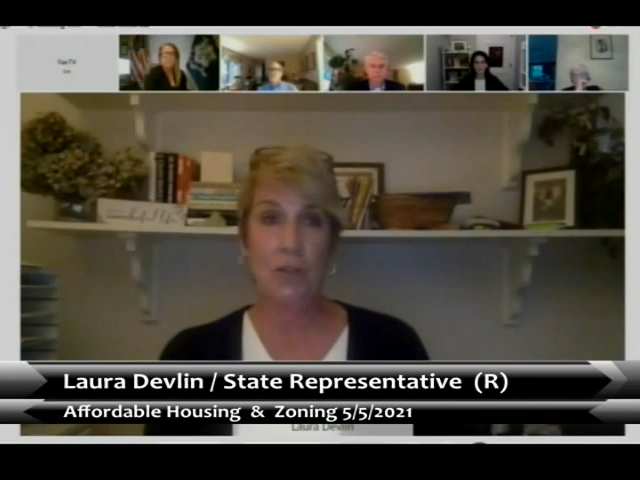 Laura Devlin / State Representative (R)
Affordable Housing & Zoning 5/5/2021
Laura Devlin